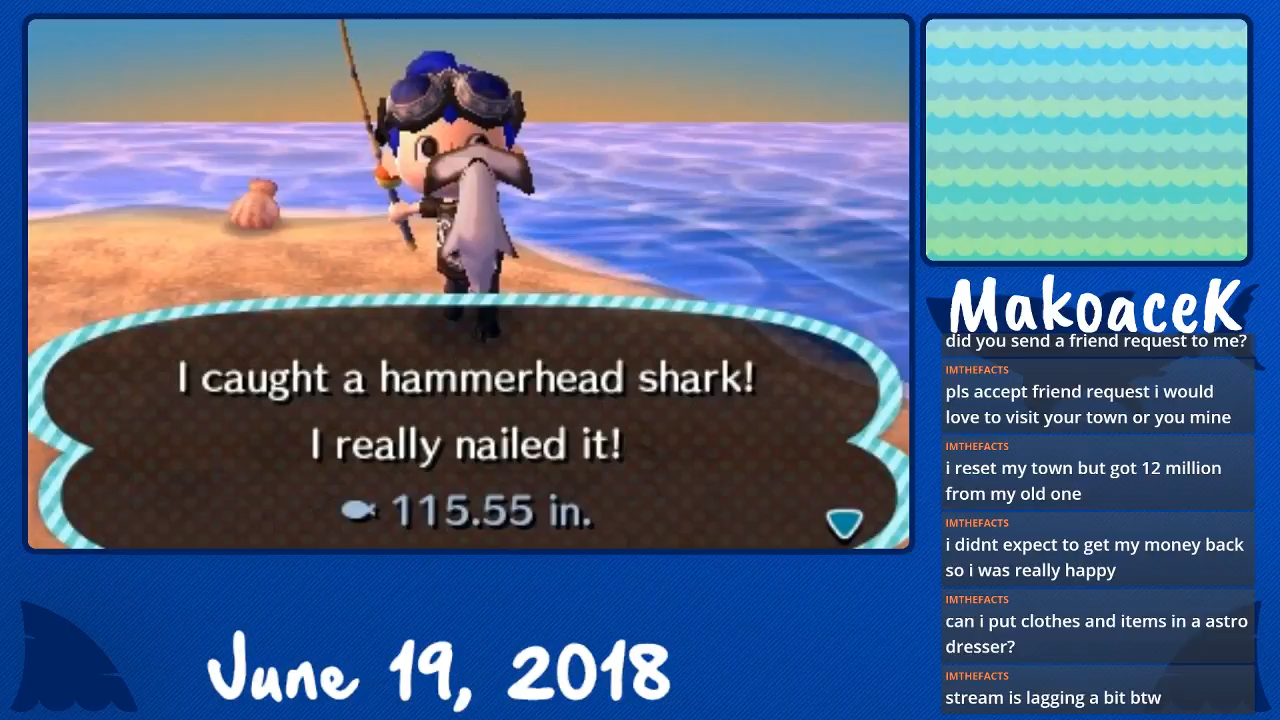 I caught a hammerhead shark!
I really nailed it!
115.55 in.
June 19, 2018
MakoaceK
did you send a friend request to me?
IMTHEFACTS
pls accept friend request i would
love to visit your town or you mine
IMTHEFACTS
i reset my town but got 12 million
from my old one
IMTHEFACTS
i didnt expect to get my money back
so i was really happy
IMTHEFACTS
can i put clothes and items in a astro
dresser?
IMTHEFACTS
stream is lagging a bit btw